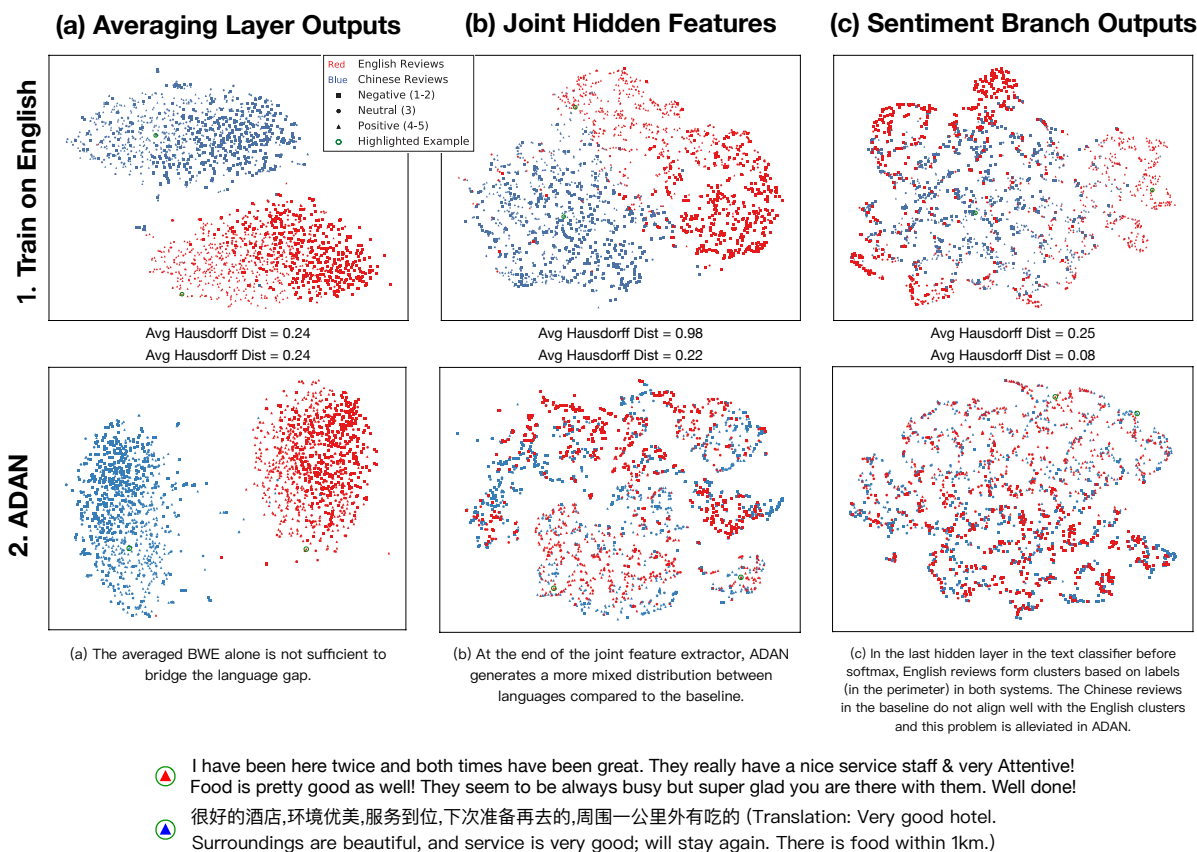 (a) Averaging Layer Outputs
(b) Joint Hidden Features
(c) Sentiment Branch Outputs
1. Train on English
Red English Reviews
Blue Chinese Reviews
Negative (1-2)
Neutral (3)
Positive (4-5)
Highlighted Example
Avg Hausdorff Dist = 0.24
Avg Hausdorff Dist = 0.98
Avg Hausdorff Dist = 0.25
Avg Hausdorff Dist = 0.24
Avg Hausdorff Dist = 0.22
Avg Hausdorff Dist = 0.08
2. ADAN
(a) The averaged BWE alone is not sufficient to
bridge the language gap.
(b) At the end of the joint feature extractor, ADAN
generates a more mixed distribution between
languages compared to the baseline.
(c) In the last hidden layer in the text classifier before
softmax, English reviews form clusters based on labels
(in the perimeter) in both systems. The Chinese reviews
in the baseline do not align well with the English clusters
and this problem is alleviated in ADAN.
I have been here twice and both times have been great. They really have a nice service staff & very Attentive!
Food is pretty good as well! They seem to be always busy but super glad you are there with them. Well done!
很好的酒店,环境优美,服务到位,下次准备再去的,周围一公里外有吃的 (Translation: Very good hotel.
Surroundings are beautiful, and service is very good; will stay again. There is food within 1km.)